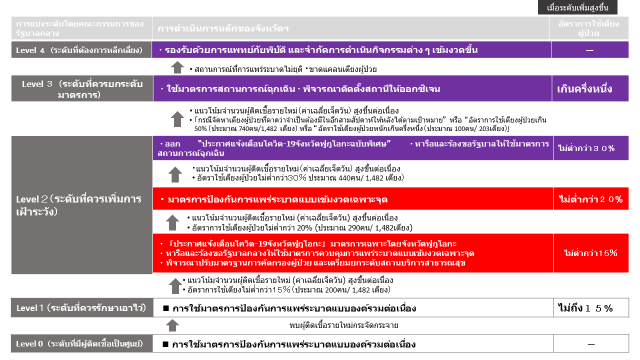 เมื่อระดับเพิ่มสูงขึ้น
การแบ่งระดับโดยคณะกรรมการของ
รัฐบาลกลาง
การดำเนินการหลักของจังหวัดฯ
อัตราการใช้เตียง
ผู้ป่วย
Level 4 (ระดับที่ต้องการหลีกเลี่ยง)
・รองรับด้วยการแพทย์ภัยพิบัติ และจำกัดการดำเนินกิจกรรมต่าง ๆ เข้มงวดขึ้น
—
• สถานการณ์ที่การแพร่ระบาดไม่ยุติ • ขาดแคลนเตียงผู้ป่วย
Level 3 (ระดับที่ควรยกระดับ
มาตรการ)
・ใช้มาตรการสถานการณ์ฉุกเฉิน・พิจารณาติดตั้งสถานีให้ออกซิเจน
เกินครึ่งหนึ่ง
• แนวโน้มจำนวนผู้ติดเชื้อรายใหม่ (ค่าเฉลี่ยเจ็ดวัน) สูงขึ้นต่อเนื่อง
•「กรณีจัดหาเตียงผู้ป่วยที่คาดว่าจำเป็นต้องมีในอีกสามสัปดาห์ให้หลังได้ตามเป้าหมาย” หรือ “อัตราการใช้เตียงผู้ป่วยเกิน
50% (ประมาณ 740คน/1,482 เตียง) หรือ “อัตราการใช้เตียงผู้ป่วยหนักเกินครึ่งหนึ่ง (ประมาณ 100คน/ 203เตียง)」
・ออก “ประกาศแจ้งเตือนโควิด-19จังหวัดฟูกูโอกะฉบับพิเศษ” ・หารือและร้องขอรัฐบาลให้ใช้มาตรการ
สถานการณ์ฉุกเฉิน
ไม่ต่ำกว่า３０%
• แนวโน้มจำนวนผู้ติดเชื้อรายใหม่ (ค่าเฉลี่ยเจ็ดวัน) สูงขึ้นต่อเนื่อง
• อัตราการใช้เตียงผู้ป่วยไม่ต่ำกว่า30% ประมาณ 440คน/ 1,482 เตียง)
Level２(ระดับที่ควรเพิ่มการ
เฝ้าระวัง)
・มาตรการป้องกันการแพร่ระบาดแบบเข้มงวดเฉพาะจุด
ไม่ต่ำกว่า２０%
• แนวโน้มจำนวนผู้ติดเชื้อรายใหม่ (ค่าเฉลี่ยเจ็ดวัน) สูงขึ้นต่อเนื่อง
• อัตราการใช้เตียงผู้ป่วยไม่ต่ำกว่า 20% (ประมาณ 290คน/ 1,482เตียง)
・「ประกาศแจ้งเตือนโควิด-19จังหวัดฟูกูโอกะ」มาตรการเฉพาะโดยจังหวัดฟูกูโอกะ
・หารือและร้องขอรัฐบาลให้ใช้มาตรการควบคุมการแพร่ระบาดแบบเข้มงวดเฉพาะจุด
・พิจารณาปรับมาตรฐานการคัดกรองผู้ป่วย และเตรียมยกระดับสถานบริการสาธารณสุข
ไม่ต่ำกว่า15%
• แนวโน้มจำนวนผู้ติดเชื้อรายใหม่ (ค่าเฉลี่ยเจ็ดวัน) สูงขึ้นต่อเนื่อง
• อัตราการใช้เตียงไม่ต่ำกว่า15% (ประมาณ 200คน/ 1,482 เตียง)
Level 1 (ระดับที่ควรรักษาเอาไว้)
■ การใช้มาตรการป้องกันการแพร่ระบาดแบบองค์รวมต่อเนื่อง
ไม่ถึง１５%
พบผู้ติดเชื้อรายใหม่กระจัดกระจาย
Level 0 (ระดับที่มีผู้ติดเชื้อเป็นศูนย์)
■ การใช้มาตรการป้องกันการแพร่ระบาดแบบองค์รวมต่อเนื่อง
—